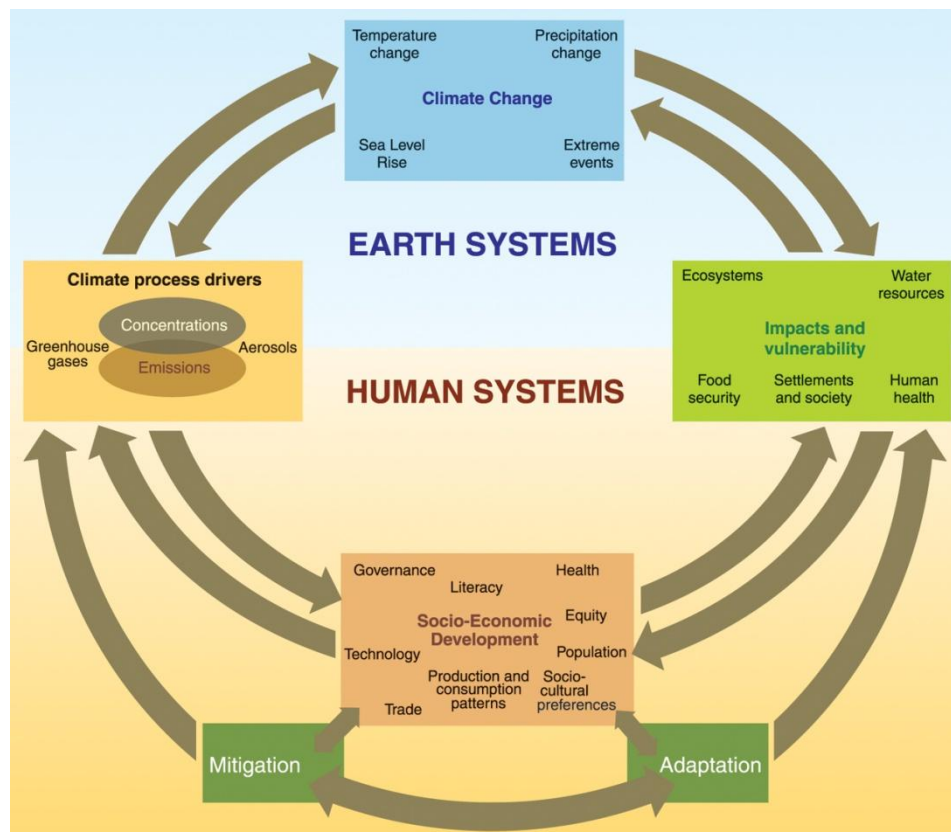 Temperature
change
Precipitation
change
Climate Change
Sea Level
Rise
Extreme
events
EARTH SYSTEMS
Climate process drivers
Concentrations
Greenhouse
gases
Aerosols
Emissions
Ecosystems
Water
resources
Impacts and
vulnerability
Food
security
Settlements
and society
Human
health
HUMAN SYSTEMS
Governance
Literacy
Health
Socio-Economic
Development
Equity
Technology
Population
Production and
consumption
patterns
Socio-
cultural
preferences
Trade
Mitigation
Adaptation